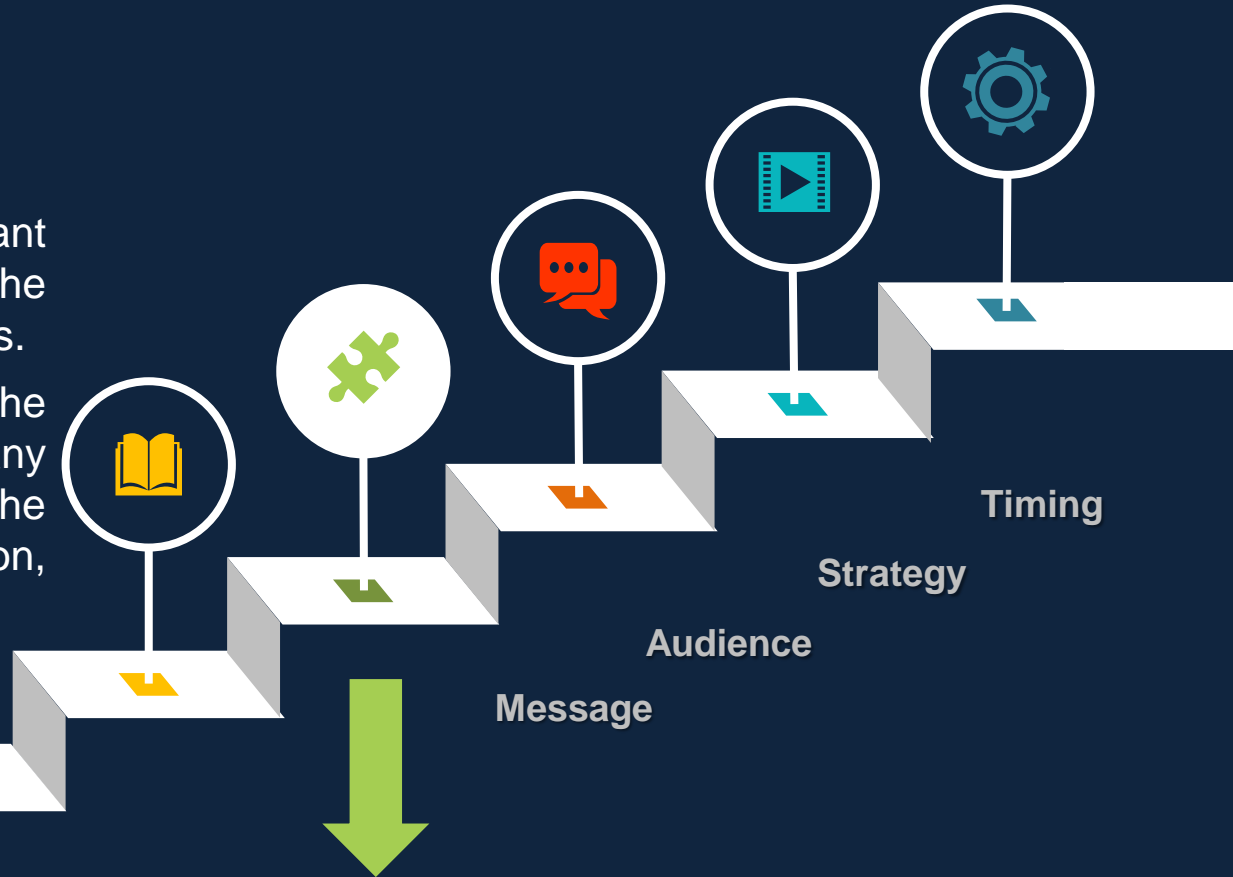 ant
he
s.
he
ny
he
on,
Timing
Strategy
Audience
Message